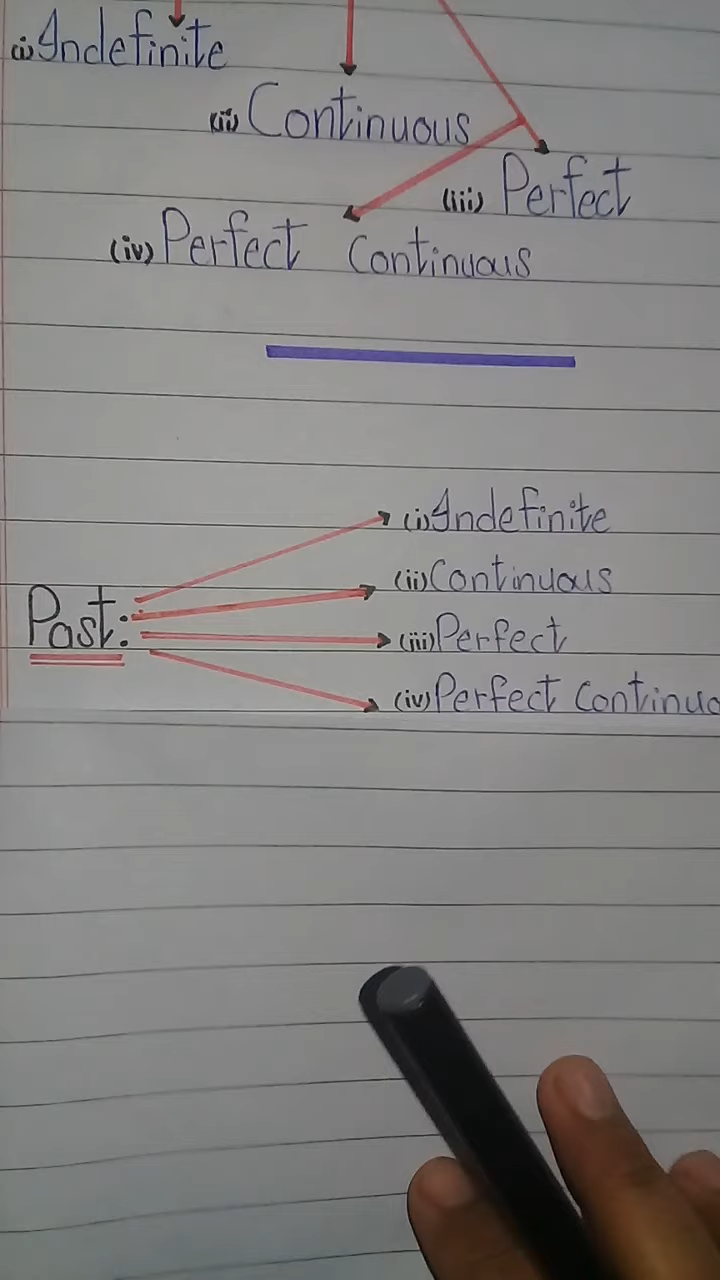 (i) Indefinite
(ii) Continuous
(iii) Perfect
(iv) Perfect Continuous
Past:
(i) Indefinite
(ii) Continuous
(iii) Perfect
(iv) Perfect Continuo